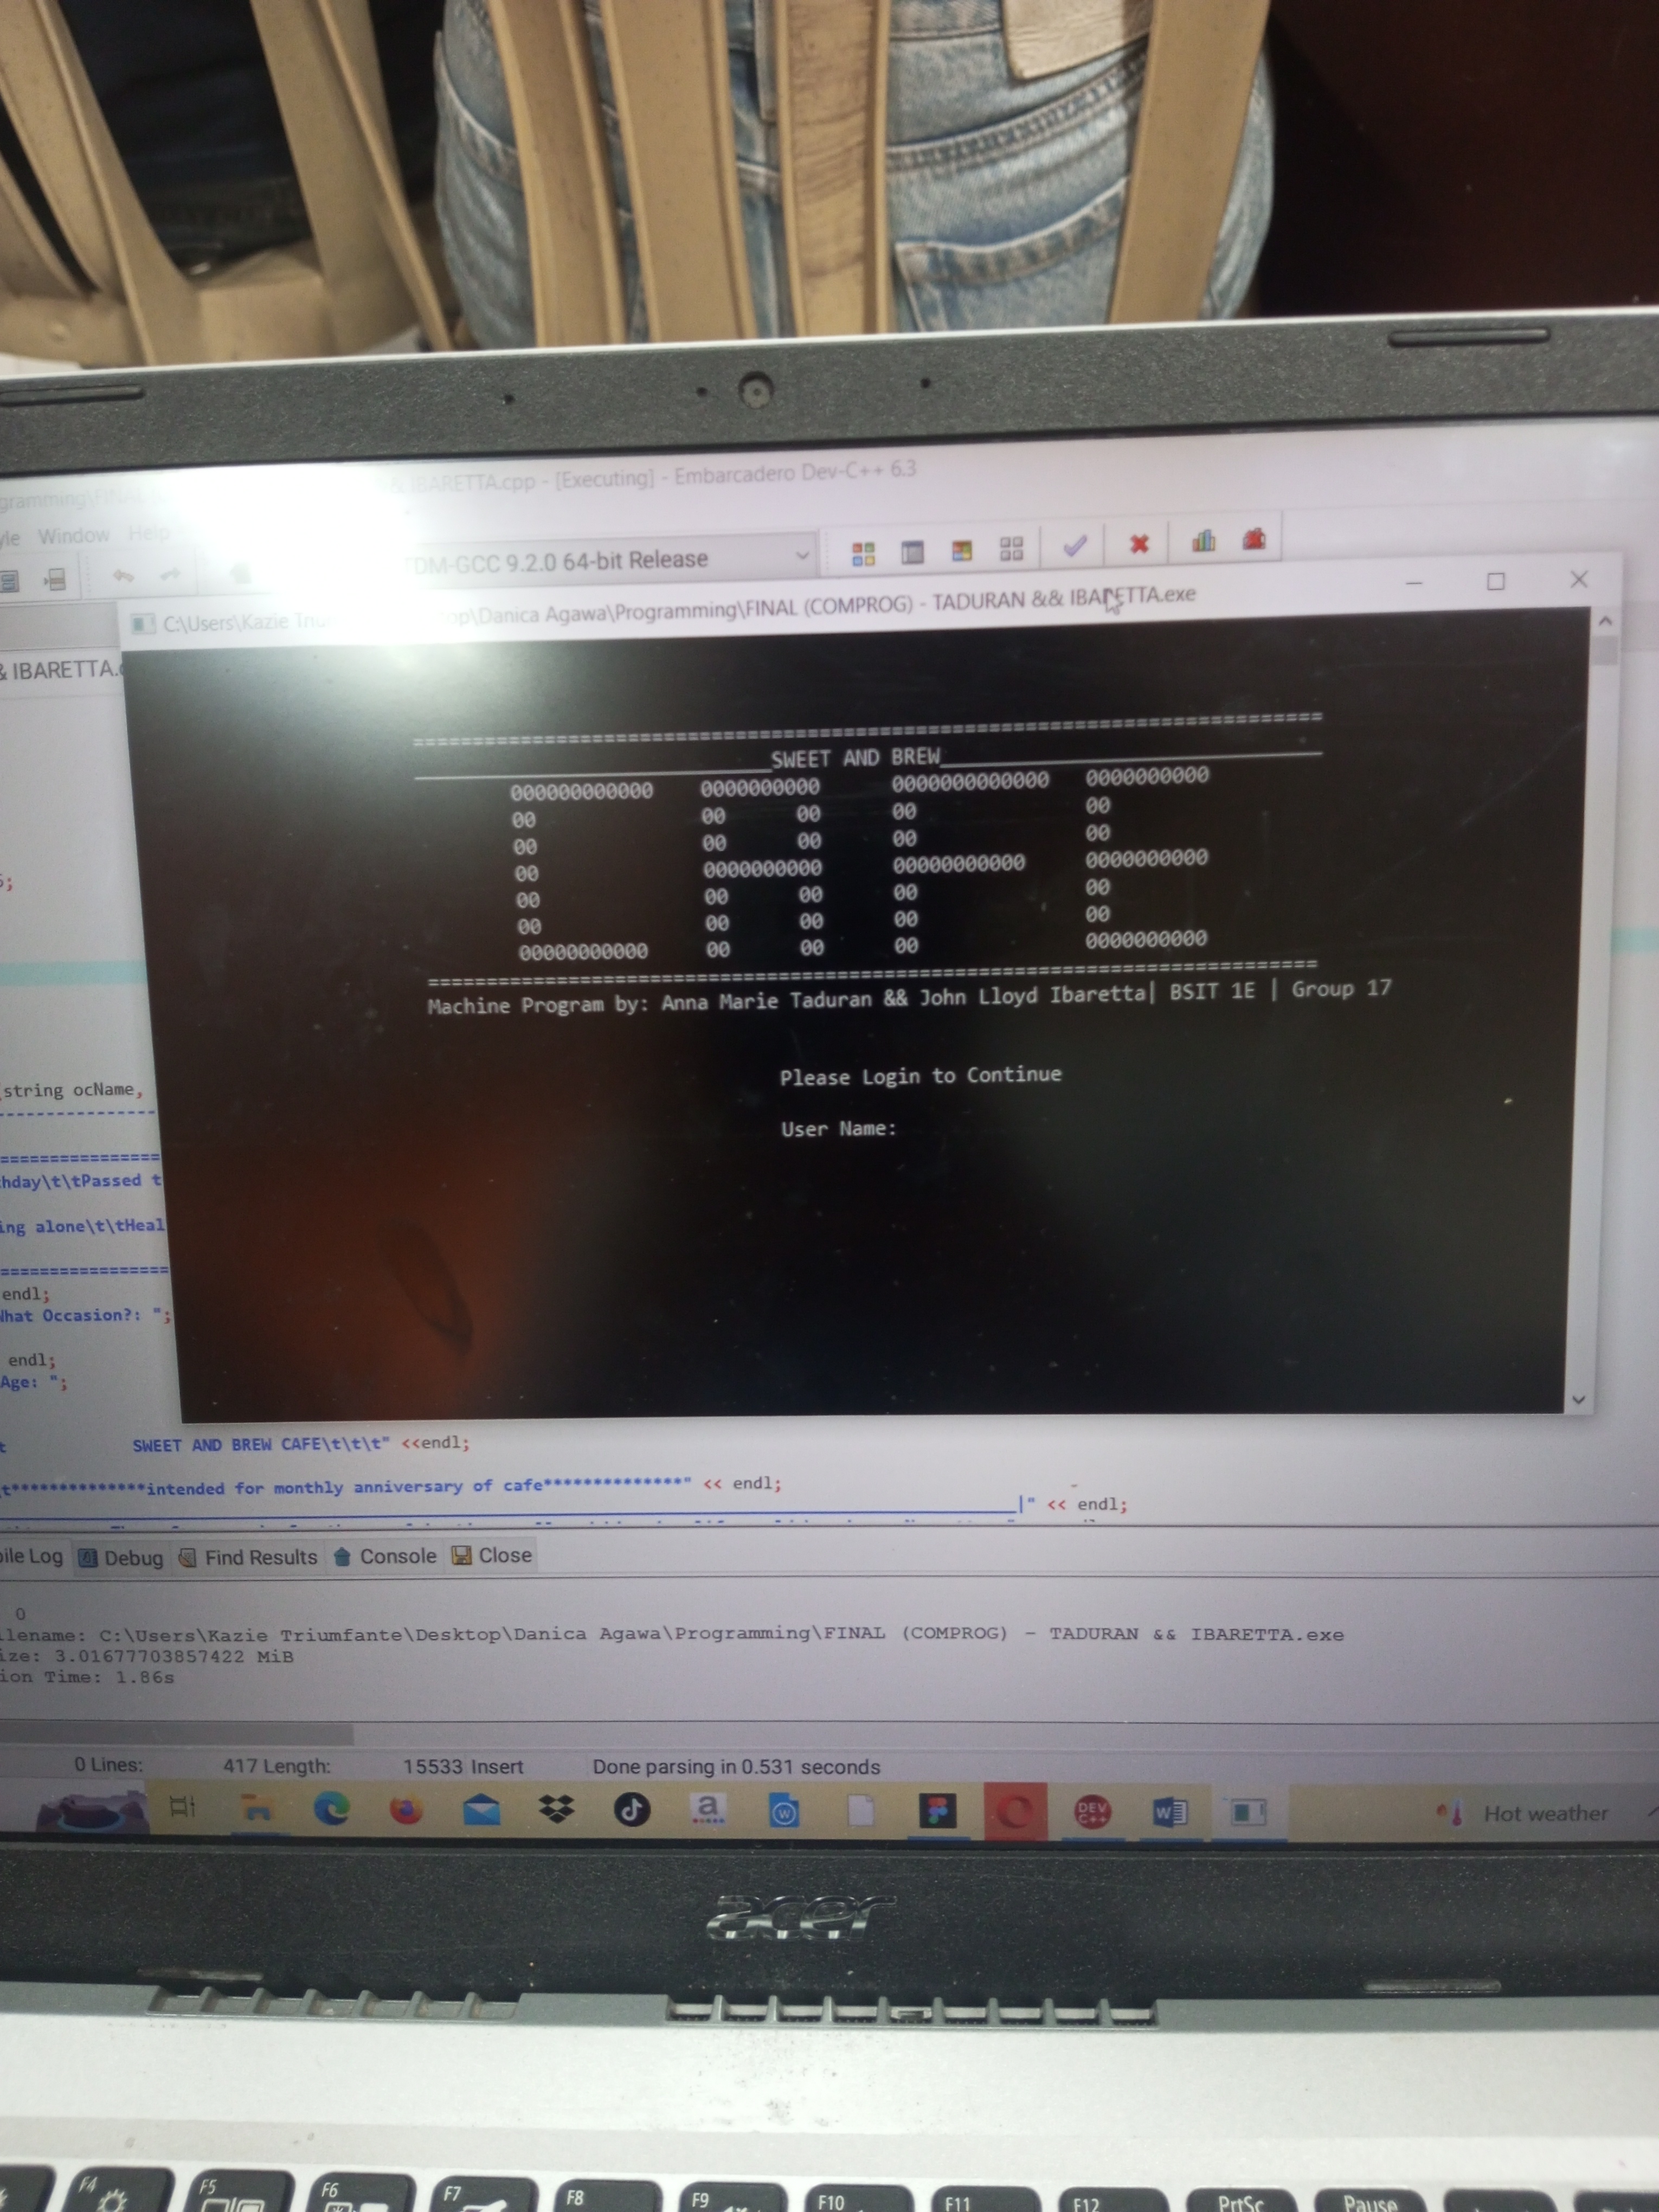 IBARETTA.cpp - [Executing] - Embarcadero Dev-C++ 6.3
Window Help
TDM-GCC 9.2.0 64-bit Release
C:\Users\Kazie \Danica Agawa\Programming\FINAL (COMPROG) - TADURAN && IBARETTA.exe
& IBARETTA.
================================================================
SWEET AND BREW
000000000000 0000000000 0000000000000 0000000000
00 00 00 00 00
00 00 00 00 00
00 0000000000 00000000000 0000000000
00 00 00 00 00
00 00 00 00 00
00000000000 00 00 00 0000000000
================================================================
Machine Program by: Anna Marie Taduran && John Lloyd Ibaretta| BSIT 1E | Group 17
Please Login to Continue
User Name:
string ocName,
hday\t\tPassed t
ing alone\t\tHeal
endl;
What Occasion?: ";
endl;
Age: ";
SWEET AND BREW CAFE\t\t\t" <<endl;
t**************intended for monthly anniversary of cafe**************" << endl;
|" << endl;
ile Log Debug Find Results Console Close
0
lename: C:\Users\Kazie Triumfante\Desktop\Danica Agawa\Programming\FINAL (COMPROG) - TADURAN && IBARETTA.exe
ize: 3.01677703857422 MiB
ion Time: 1.86s
0 Lines: 417 Length: 15533 Insert Done parsing in 0.531 seconds
a W DEV C++ W Hot weather
acer
F4 F5 F6 F7 F8 F9 F10 F11 F12 PrtSc Pause